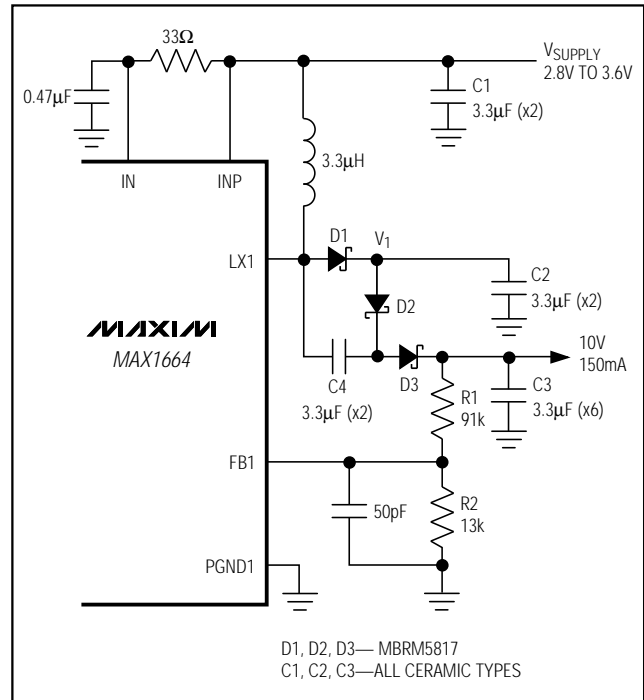 33Ω
0.47µF
V_SUPPLY
2.8V TO 3.6V
C1
3.3µF (x2)
3.3µH
IN
INP
LX1
D1
V1
C2
3.3µF (x2)
D2
MAXIM
MAX1664
C4
3.3µF (x2)
D3
10V
150mA
C3
3.3µF (x6)
R1
91k
FB1
50pF
R2
13k
PGND1
D1, D2, D3— MBRM5817
C1, C2, C3—ALL CERAMIC TYPES